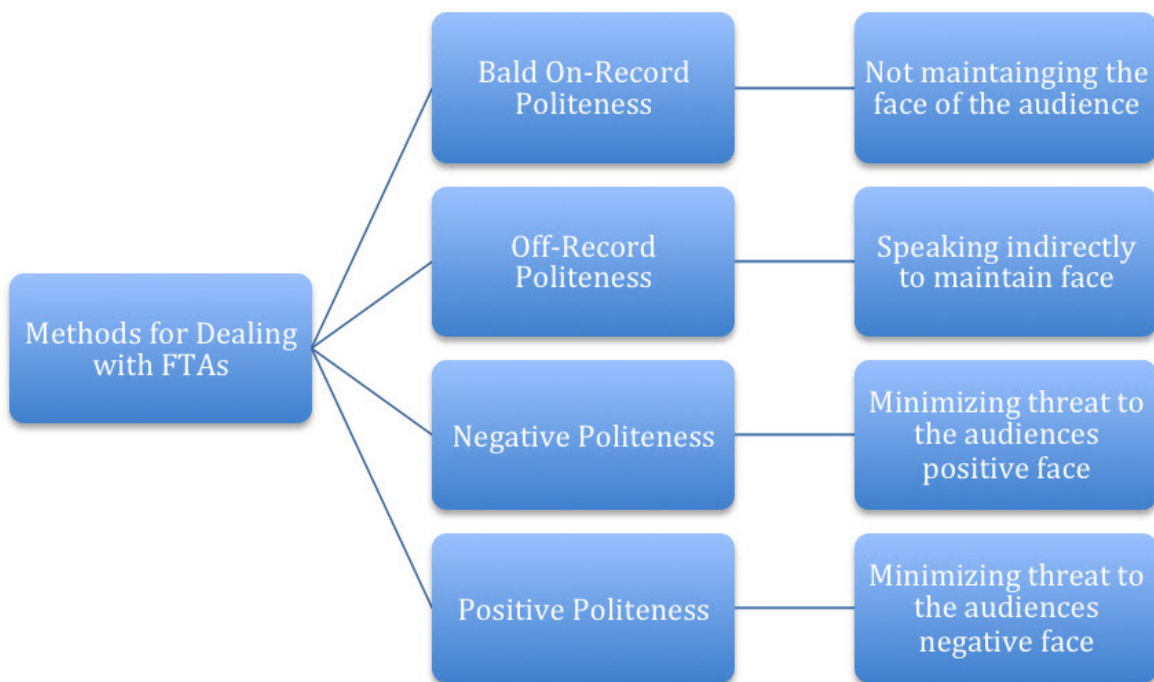 Methods for Dealing
with FTAs
Bald On-Record
Politeness
Not maintainging the
face of the audience
Off-Record
Politeness
Speaking indirectly
to maintain face
Negative Politeness
Minimizing threat to
the audiences
positive face
Positive Politeness
Minimizing threat to
the audiences
negative face